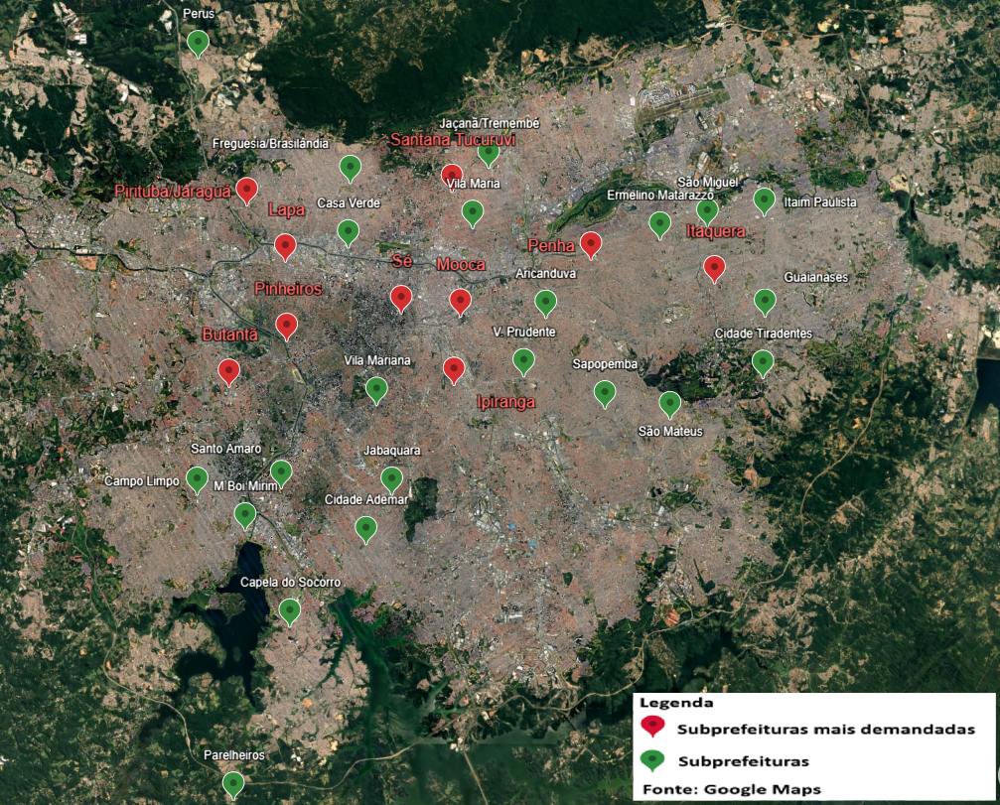 Perus
Jaçanã/Tremembé
Santana Tucuruvi
Freguesia/Brasilândia
Vila Maria
São Miguel
Pirituba/Jaraguá
Ermelino Matarazzo
Casa Verde
Itaim Paulista
Lapa
Itaquera
Penha
Sé
Mooca
Aricanduva
Guaianases
Pinheiros
V. Prudente
Cidade Tiradentes
Butantã
Vila Mariana
Sapopemba
Ipiranga
São Mateus
Santo Amaro
Jabaquara
Campo Limpo
M Boi Mirim
Cidade Ademar
Capela do Socorro
Parelheiros
Legenda
Subprefeituras mais demandadas
Subprefeituras
Fonte: Google Maps